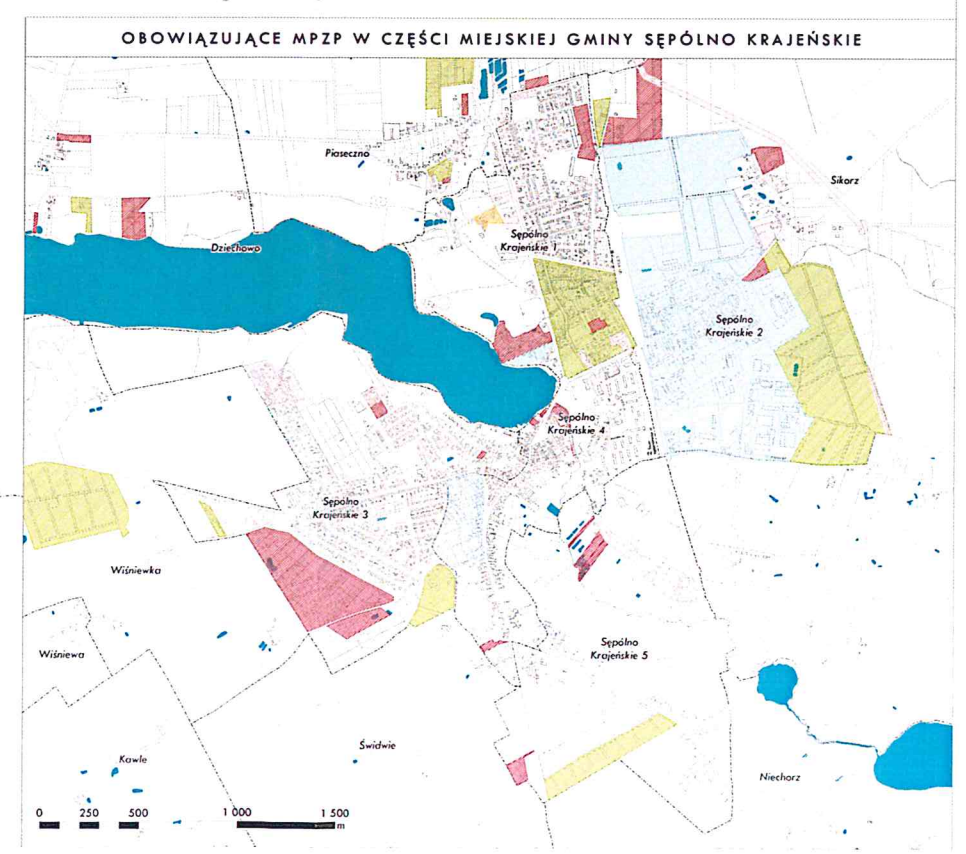 OBOWIĄZUJĄCE MPZP W CZĘŚCI MIEJSKIEJ GMINY SĘPÓLNO KRAJEŃSKIE
Piaseczno
Sikorz
Sępólno
Krajeńskie 1
Dziechowo
Sępólno
Krajeńskie 2
Sępólno
Krajeńskie 4
Sępólno
Krajeńskie 3
Wiśniewka
Wiśniewa
Sępólno
Krajeńskie 5
Świdwie
Kawle
Niechorz
0 250 500 1 000 1 500
m